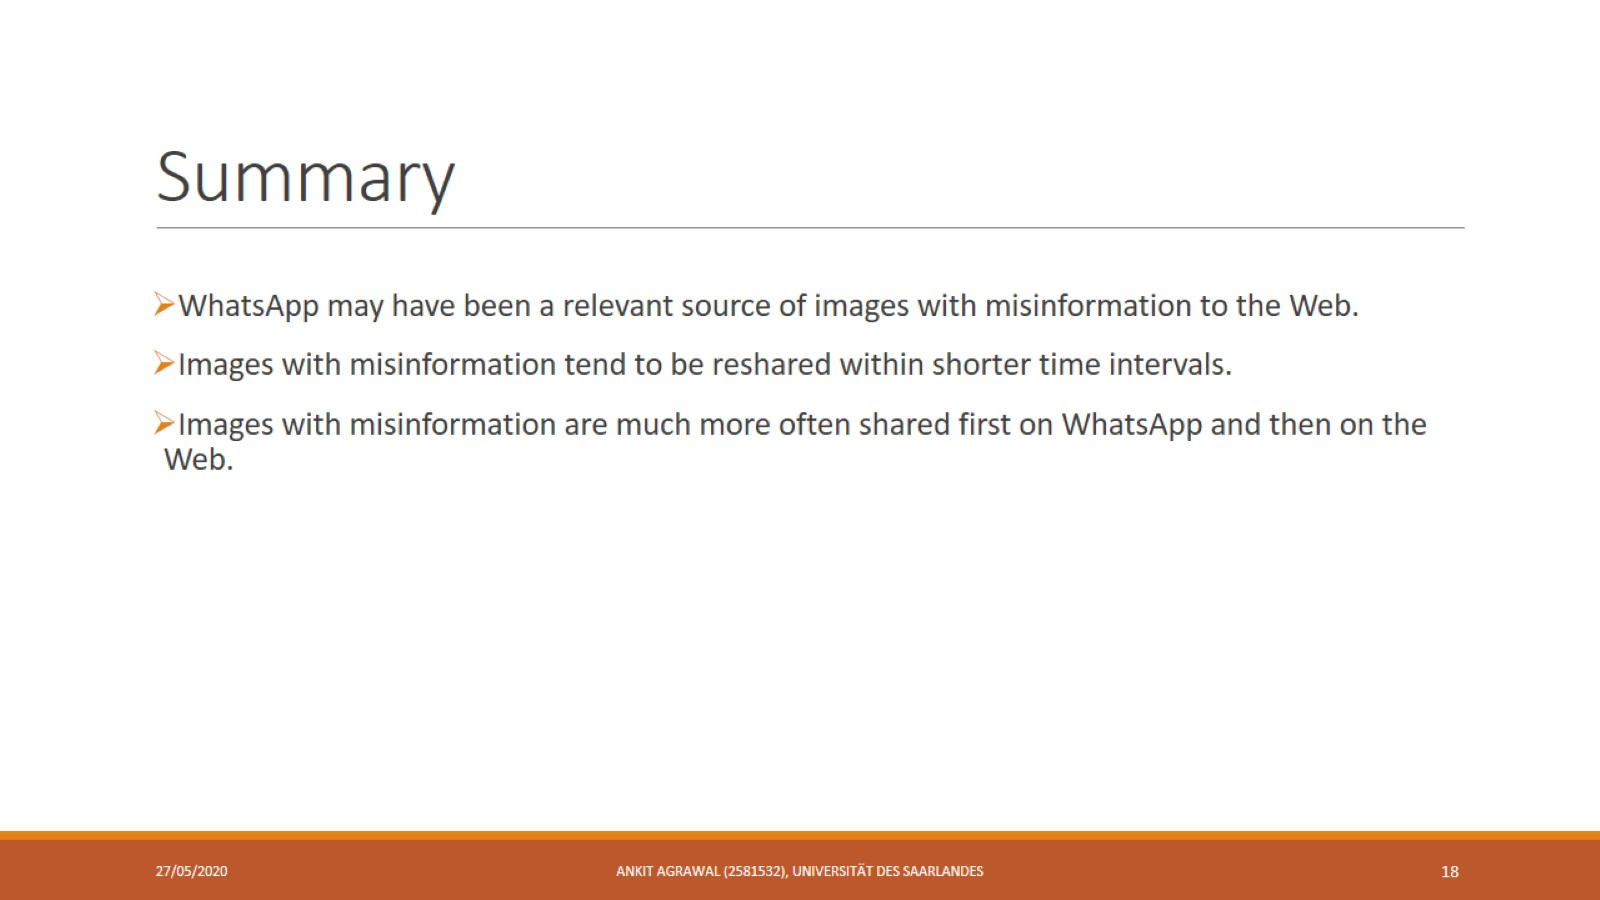 Summary
➢WhatsApp may have been a relevant source of images with misinformation to the Web.
➢Images with misinformation tend to be reshared within shorter time intervals.
➢Images with misinformation are much more often shared first on WhatsApp and then on the
Web.
27/05/2020
ANKIT AGRAWAL (2581532), UNIVERSITÄT DES SAARLANDES
18